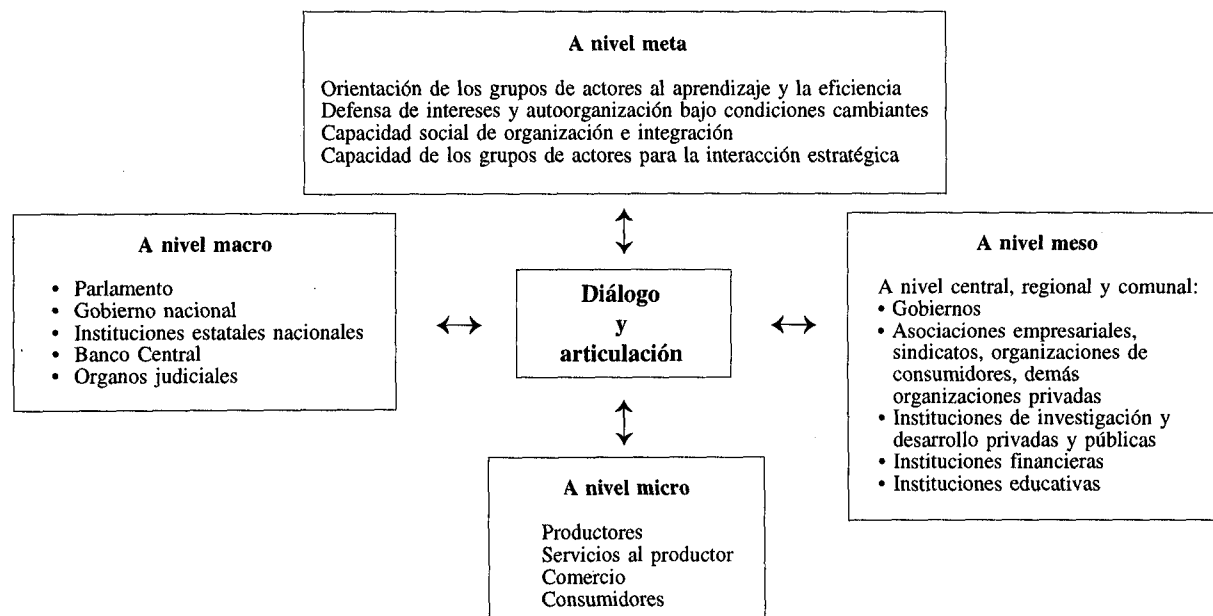 A nivel meta
Orientación de los grupos de actores al aprendizaje y la eficiencia
Defensa de intereses y autoorganización bajo condiciones cambiantes
Capacidad social de organización e integración
Capacidad de los grupos de actores para la interacción estratégica
A nivel macro
• Parlamento
• Gobierno nacional
• Instituciones estatales nacionales
• Banco Central
• Organos judiciales
Diálogo
y
articulación
A nivel meso
A nivel central, regional y comunal:
• Gobiernos
• Asociaciones empresariales,
sindicatos, organizaciones de
consumidores, demás
organizaciones privadas
• Instituciones de investigación y
desarrollo privadas y públicas
• Instituciones financieras
• Instituciones educativas
A nivel micro
Productores
Servicios al productor
Comercio
Consumidores